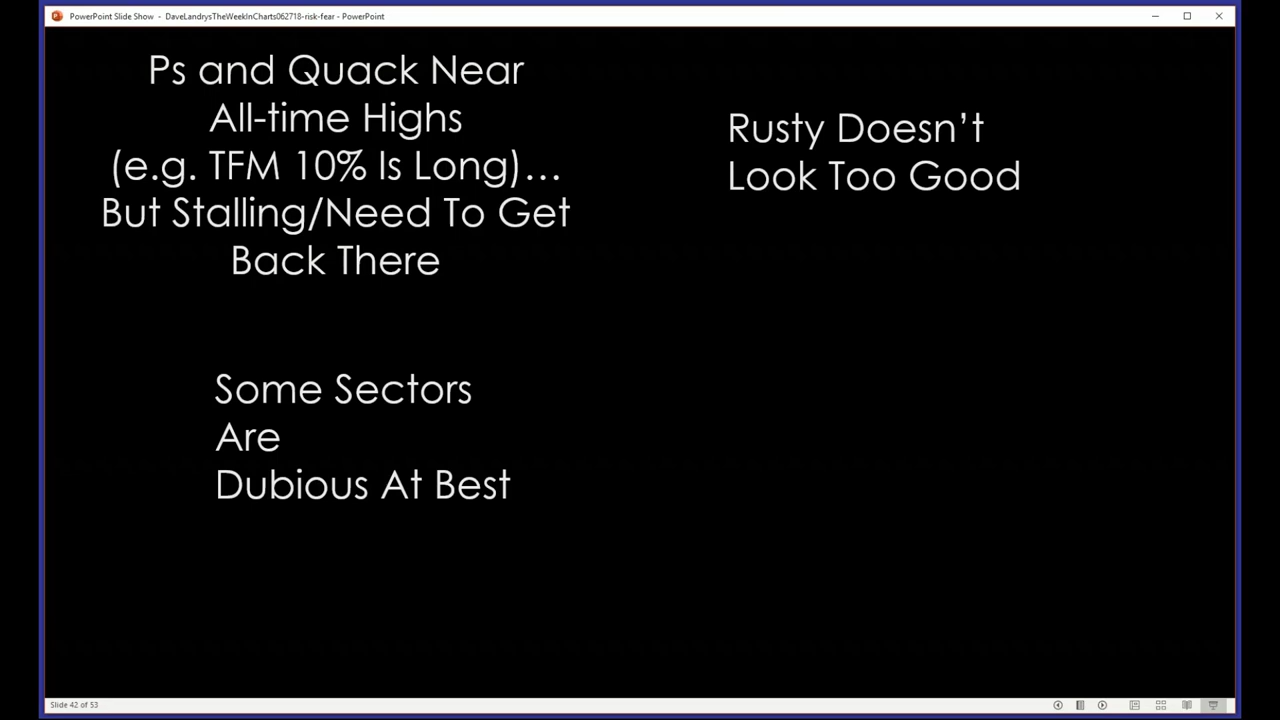 PowerPoint Slide Show - DaveLandrysTheWeekInCharts062718-risk-fear - PowerPoint
Ps and Quack Near
All-time Highs
(e.g. TFM 10% Is Long)…
But Stalling/Need To Get
Back There
Rusty Doesn’t
Look Too Good
Some Sectors
Are
Dubious At Best
Slide 42 of 53